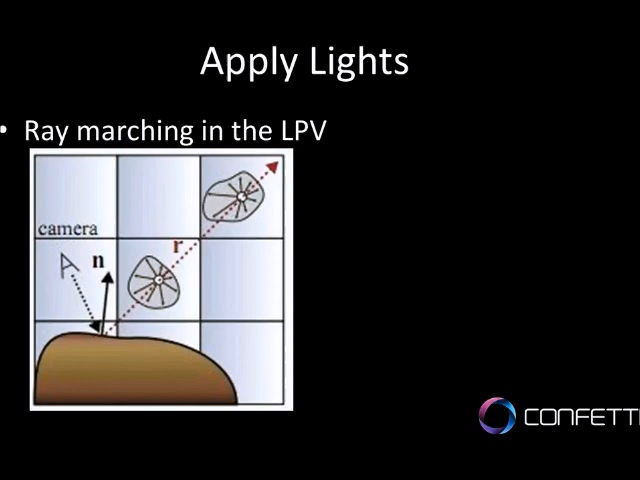 Apply Lights
• Ray marching in the LPV
camera
n
r
CONFETTI